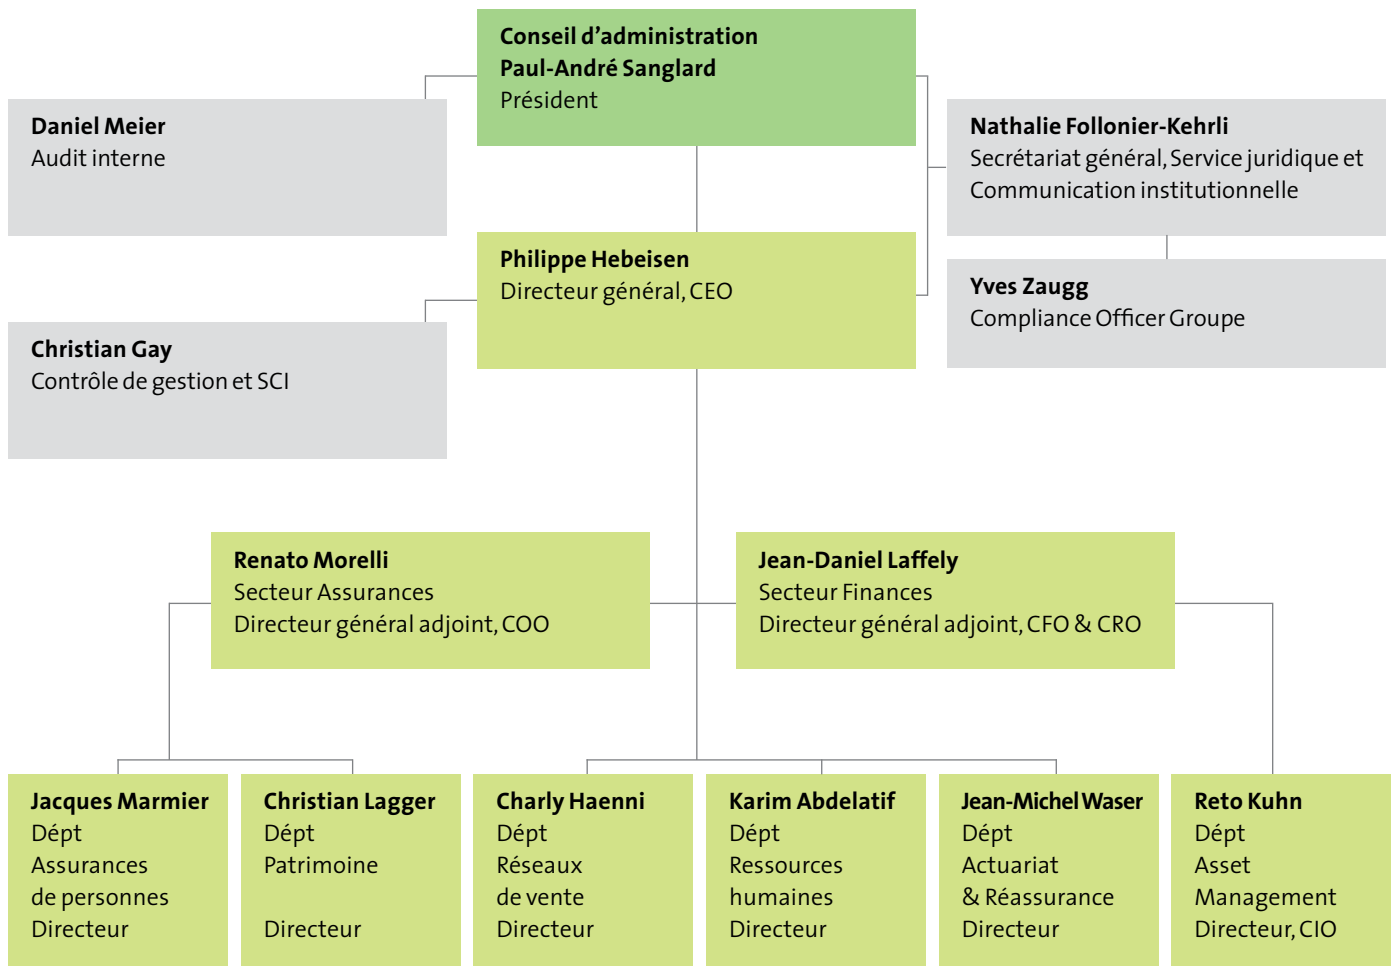 Conseil d’administration
Paul-André Sanglard
Président
Daniel Meier
Audit interne
Nathalie Follonier-Kehrli
Secrétariat général, Service juridique et
Communication institutionnelle
Philippe Hebeisen
Directeur général, CEO
Yves Zaugg
Compliance Officer Groupe
Christian Gay
Contrôle de gestion et SCI
Renato Morelli
Secteur Assurances
Directeur général adjoint, COO
Jean-Daniel Laffely
Secteur Finances
Directeur général adjoint, CFO & CRO
Jacques Marmier
Dépt
Assurances
de personnes
Directeur
Christian Lagger
Dépt
Patrimoine
Directeur
Charly Haenni
Dépt
Réseaux
de vente
Directeur
Karim Abdelatif
Dépt
Ressources
humaines
Directeur
Jean-Michel Waser
Dépt
Actuariat
& Réassurance
Directeur
Reto Kuhn
Dépt
Asset
Management
Directeur, CIO